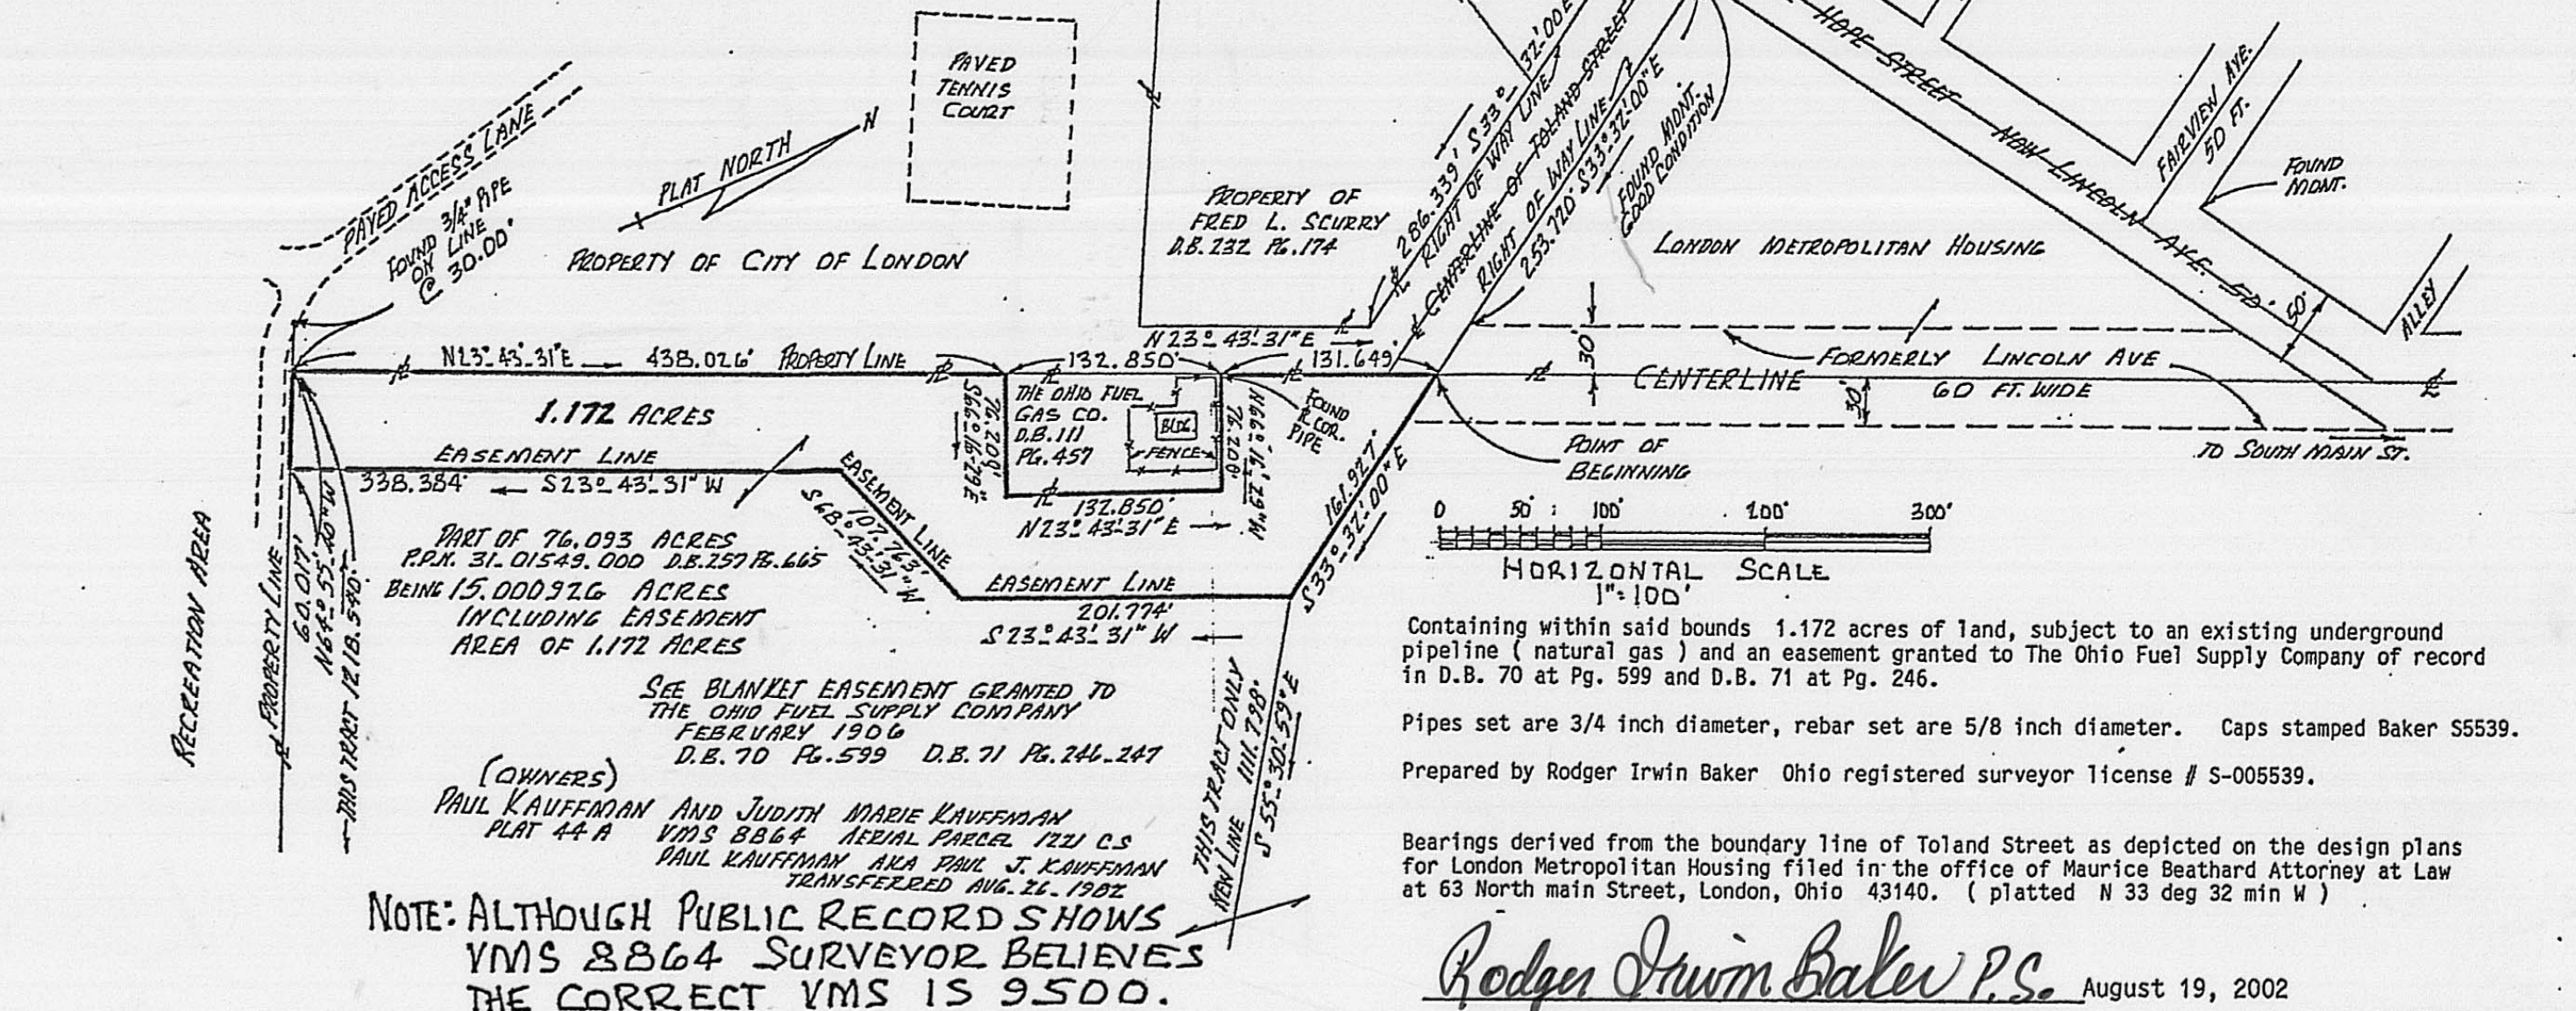 PAVED
TENNIS
COURT
PLAT NORTH
N
PAVED ACCESS LANE
FOUND 3/4" PIPE
ON LINE
@ 30.00'
PROPERTY OF CITY OF LONDON
PROPERTY OF
FRED L. SCURRY
D.B. 232 PG. 174
286.339' S33° 32'.00"E
RIGHT OF WAY LINE
CENTERLINE OF TOLAND STREET
RIGHT OF WAY LINE
253.720' S33°.32'.00"E
FOUND MONT.
GOOD CONDITION
HOPE STREET NOW LINCOLN AVE. 50'
50'
FAIRVIEW AVE.
50 FT.
FOUND
MONT.
ALLEY
LONDON METROPOLITAN HOUSING
N23°.43'.31"E
N23°.43'.31"E 438.026' PROPERTY LINE
132.850'
131.649'
30'
30'
FORMERLY LINCOLN AVE
CENTERLINE
60 FT. WIDE
TO SOUTH MAIN ST.
POINT OF
BEGINNING
1.172 ACRES
76.209'
S66°.16'.29"E
THE OHIO FUEL
GAS CO.
D.B. 111
PG. 457
BLDG.
FENCE
76.208'
N66°.16'.29"W
FOUND
R. COR.
PIPE
132.850'
N23°.43'.31"E
161.927'
S33°.32'.00"E
EASEMENT LINE
338.384' S23°.43'.31"W
EASEMENT LINE
107.763'
S68°.43'.31"W
EASEMENT LINE
201.774'
S23°.43'.31"W
RECREATION AREA
PROPERTY LINE
60.017'
N64°.55'.20"W
THIS TRACT 1218.540'
PART OF 76.093 ACRES
P.P.N. 31-01549.000 D.B.257 PG.665
BEING 15.000926 ACRES
INCLUDING EASEMENT
AREA OF 1.172 ACRES
SEE BLANKET EASEMENT GRANTED TO
THE OHIO FUEL SUPPLY COMPANY
FEBRUARY 1906
D.B. 70 PG.599 D.B. 71 PG.246-247
(OWNERS)
PAUL KAUFFMAN AND JUDITH MARIE KAUFFMAN
PLAT 44 A VMS 8864 AERIAL PARCEL 1221 CS
PAUL KAUFFMAN AKA PAUL J. KAUFFMAN
TRANSFERRED AUG. 26. 1982
THIS TRACT ONLY
NEW LINE 1111.798'
S 55°.30'.59"E
NOTE: ALTHOUGH PUBLIC RECORD SHOWS
VMS 8864 SURVEYOR BELIEVES
THE CORRECT VMS IS 9500.
0 50' 100' 200' 300'
HORIZONTAL SCALE
1"=100'
Containing within said bounds 1.172 acres of land, subject to an existing underground
pipeline ( natural gas ) and an easement granted to The Ohio Fuel Supply Company of record
in D.B. 70 at Pg. 599 and D.B. 71 at Pg. 246.
Pipes set are 3/4 inch diameter, rebar set are 5/8 inch diameter. Caps stamped Baker S5539.
Prepared by Rodger Irwin Baker Ohio registered surveyor license # S-005539.
Bearings derived from the boundary line of Toland Street as depicted on the design plans
for London Metropolitan Housing filed in the office of Maurice Beathard Attorney at Law
at 63 North main Street, London, Ohio 43140. ( platted N 33 deg 32 min W )
Rodger Irwin Baker P.S. August 19, 2002